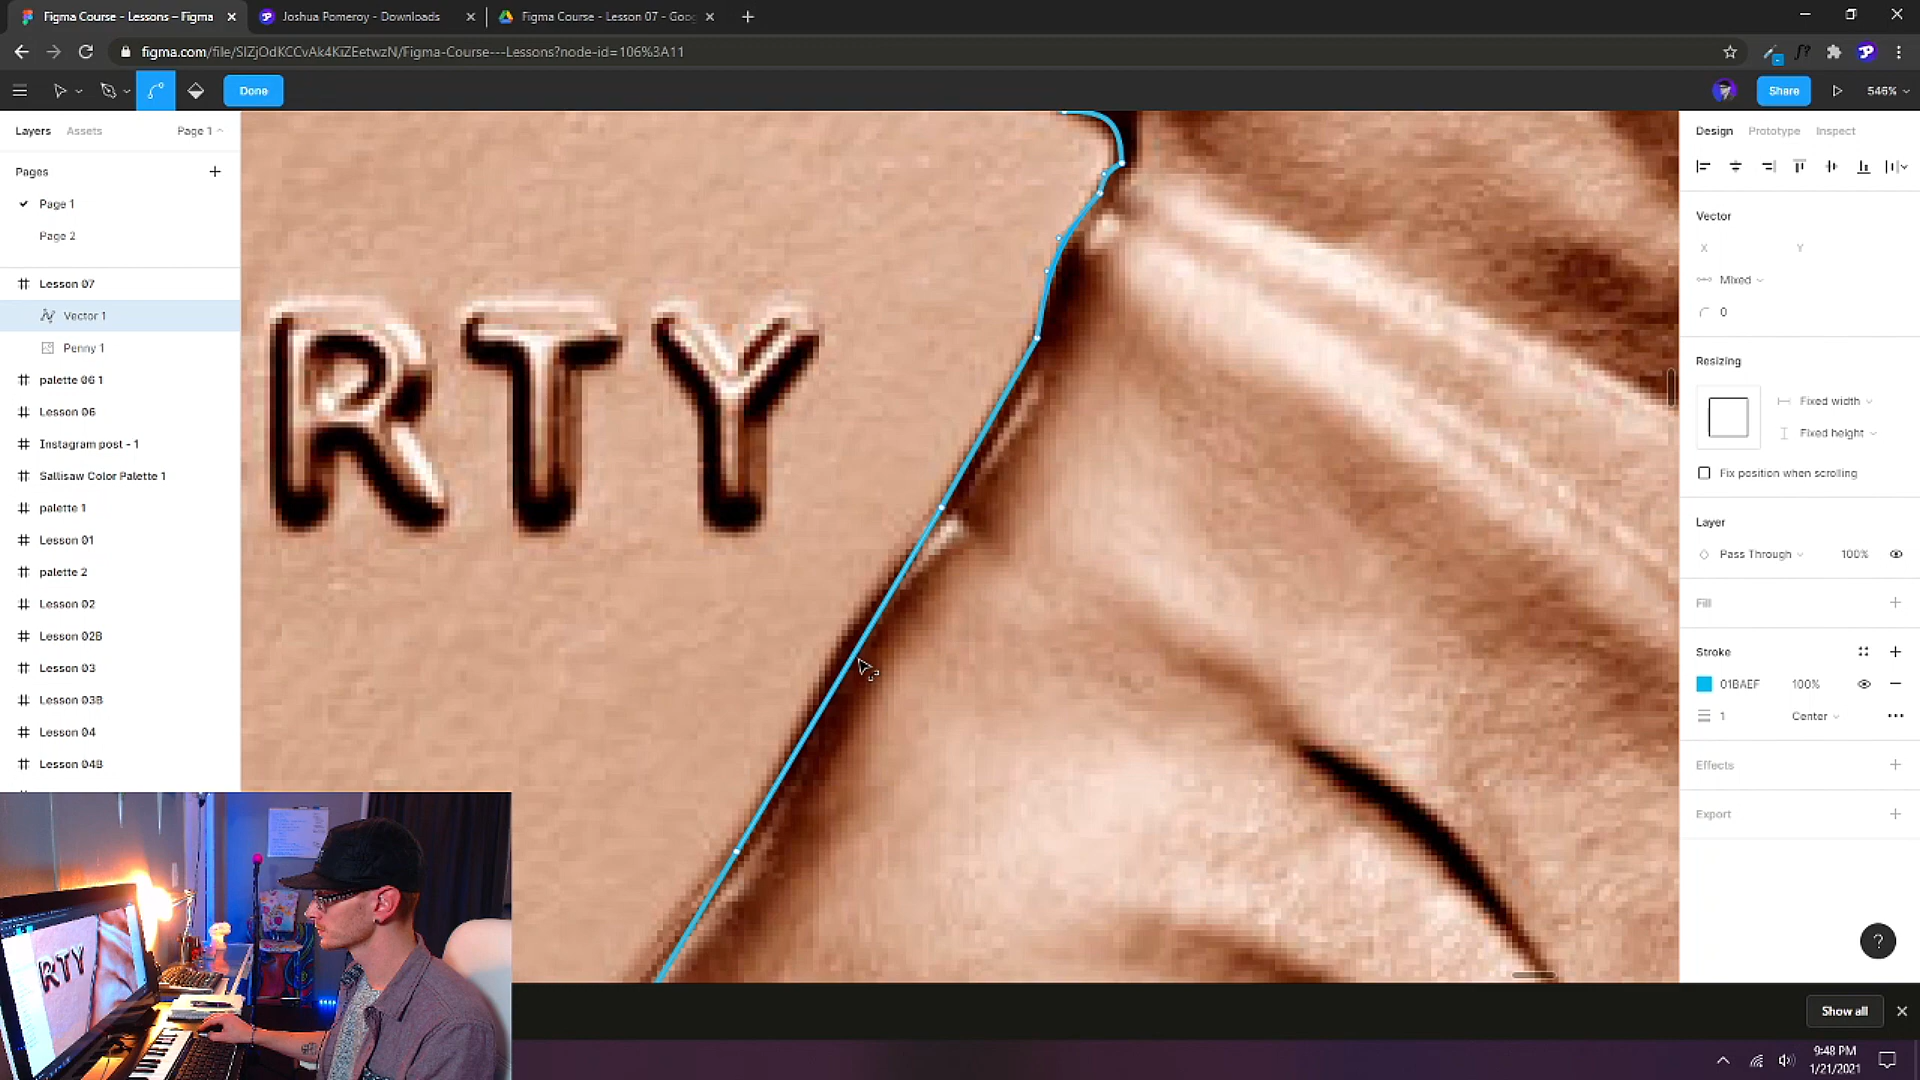 Figma Course - Lessons – Figma
Joshua Pomeroy - Downloads
Figma Course - Lesson 07 - Goog
figma.com/file/SIZjOdKCCvAk4KiZEetwzN/Figma-Course---Lessons?node-id=106%3A11
Done
Share
546%
Layers
Assets
Page 1
Pages
Page 1
Page 2
Lesson 07
Vector 1
Penny 1
palette 06 1
Lesson 06
Instagram post - 1
Sallisaw Color Palette 1
palette 1
Lesson 01
palette 2
Lesson 02
Lesson 02B
Lesson 03
Lesson 03B
Lesson 04
Lesson 04B
RTY
RTY
Design
Prototype
Inspect
Vector
X
Y
Mixed
0
Resizing
Fixed width
Fixed height
Fix position when scrolling
Layer
Pass Through
100%
Fill
Stroke
01BAEF
100%
1
Center
Effects
Export
?
Show all
9:48 PM
1/21/2021